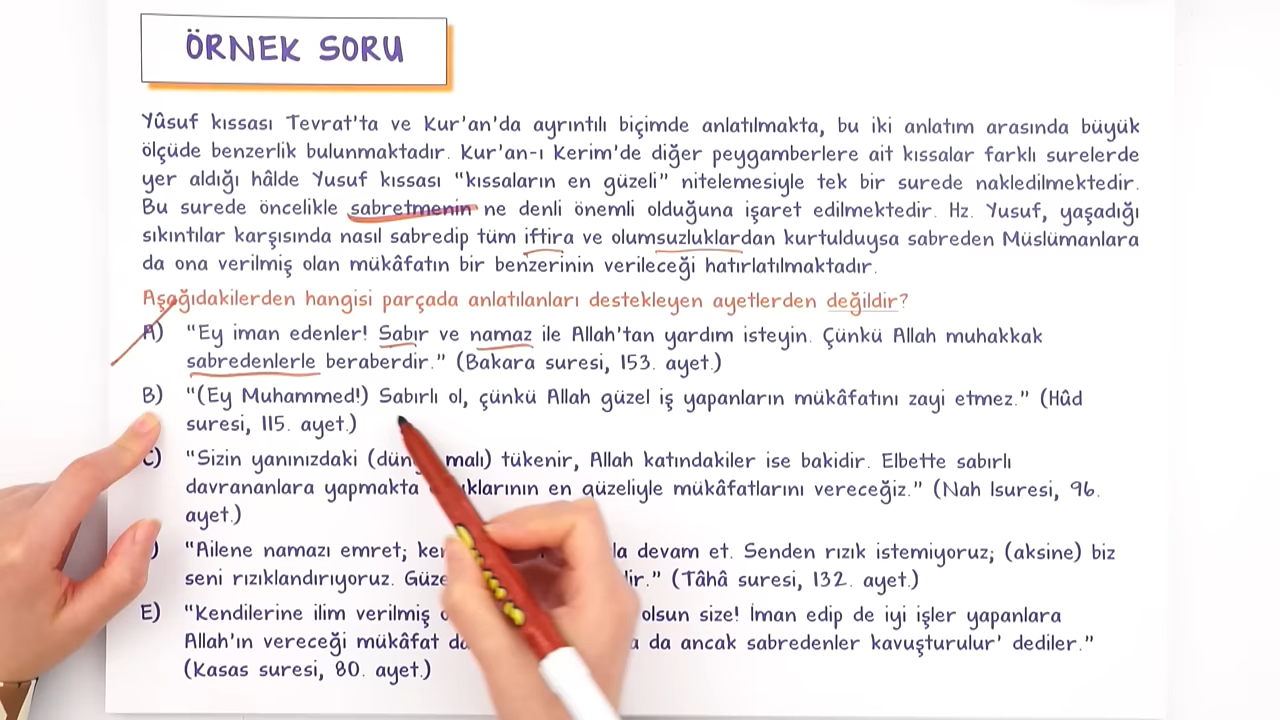 ÖRNEK SORU
Yûsuf kıssası Tevrat'ta ve Kur'an'da ayrıntılı biçimde anlatılmakta, bu iki anlatım arasında büyük
ölçüde benzerlik bulunmaktadır. Kur'an-ı Kerim'de diğer peygamberlere ait kıssalar farklı surelerde
yer aldığı hâlde Yusuf kıssası "kıssaların en güzeli" nitelemesiyle tek bir surede nakledilmektedir.
Bu surede öncelikle sabretmenin ne denli önemli olduğuna işaret edilmektedir. Hz. Yusuf, yaşadığı
sıkıntılar karşısında nasıl sabredip tüm iftira ve olumsuzluklardan kurtulduysa sabreden Müslümanlara
da ona verilmiş olan mükâfatın bir benzerinin verileceği hatırlatılmaktadır.
Aşağıdakilerden hangisi parçada anlatılanları destekleyen ayetlerden değildir?
A) "Ey iman edenler! Sabır ve namaz ile Allah'tan yardım isteyin. Çünkü Allah muhakkak
sabredenlerle beraberdir." (Bakara suresi, 153. ayet.)
B) "(Ey Muhammed!) Sabırlı ol, çünkü Allah güzel iş yapanların mükâfatını zayi etmez." (Hûd
suresi, 115. ayet.)
C) "Sizin yanınızdaki malı) tükenir, Allah katındakiler ise bakidir. Elbette sabırlı
davrananlara yapmakta en güzeliyle mükâfatlarını vereceğiz." (Nah lsuresi, 96.
ayet.)
"Ailene namazı emret; devam et. Senden rızık istemiyoruz; (aksine) biz
seni rızıklandırıyoruz. (Tâhâ suresi, 132. ayet.)
E) "Kendilerine ilim verilmiş olsun size! İman edip de iyi işler yapanlara
Allah'ın vereceği mükâfat da ancak sabredenler kavuşturulur' dediler."
(Kasas suresi, 80. ayet.)